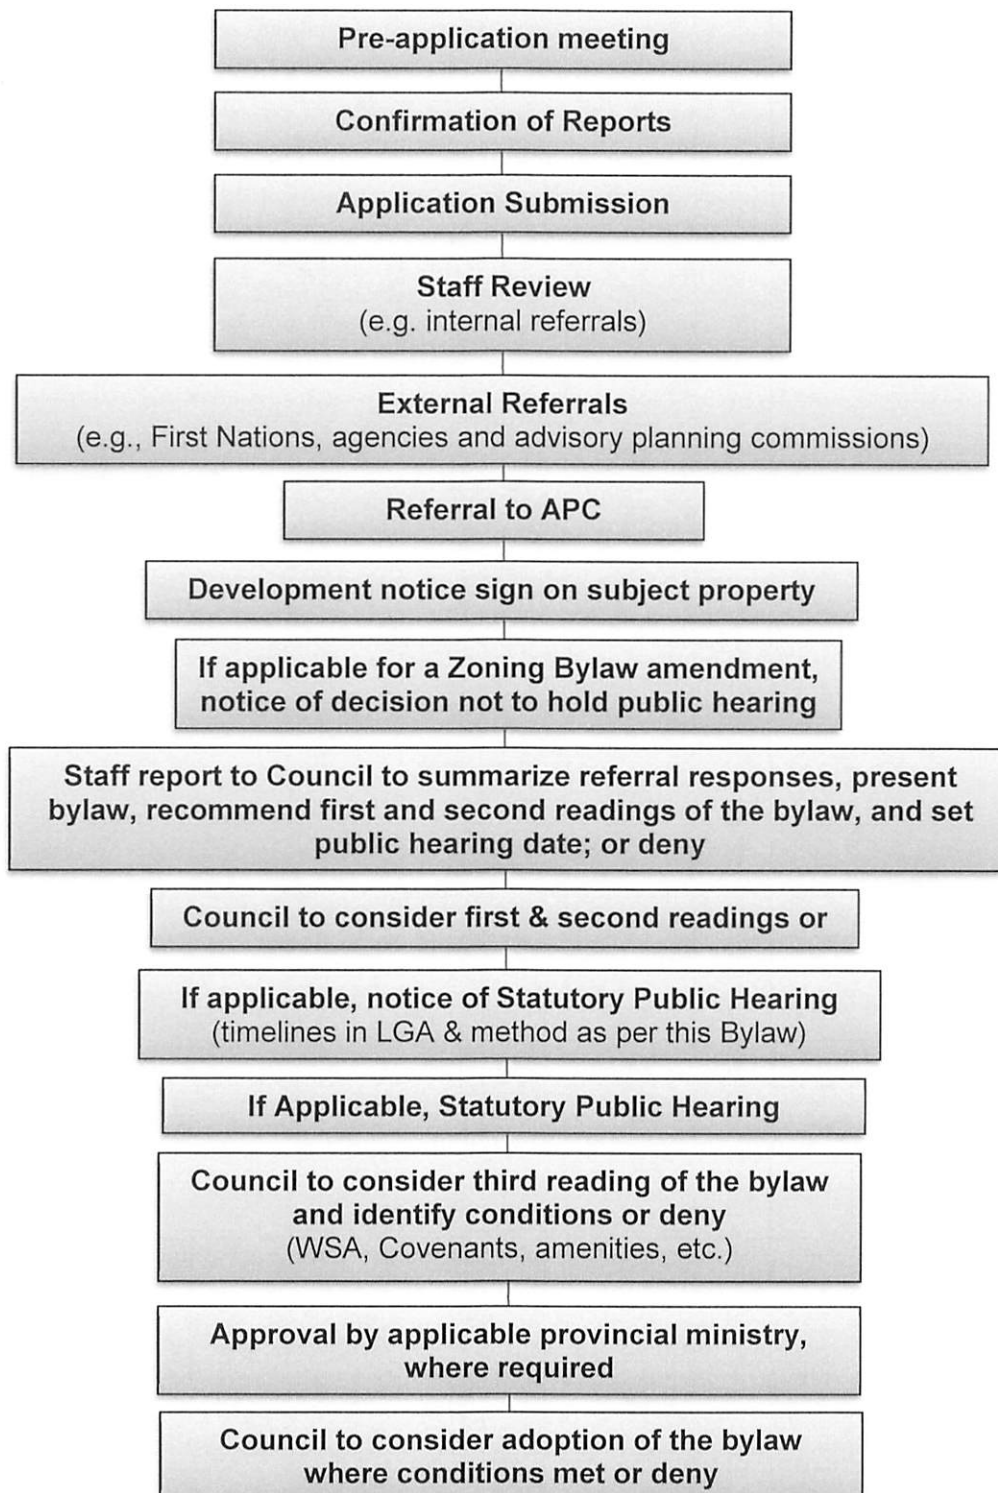 Pre-application meeting
Confirmation of Reports
Application Submission
Staff Review
(e.g. internal referrals)
External Referrals
(e.g., First Nations, agencies and advisory planning commissions)
Referral to APC
Development notice sign on subject property
If applicable for a Zoning Bylaw amendment,
notice of decision not to hold public hearing
Staff report to Council to summarize referral responses, present
bylaw, recommend first and second readings of the bylaw, and set
public hearing date; or deny
Council to consider first & second readings or
If applicable, notice of Statutory Public Hearing
(timelines in LGA & method as per this Bylaw)
If Applicable, Statutory Public Hearing
Council to consider third reading of the bylaw
and identify conditions or deny
(WSA, Covenants, amenities, etc.)
Approval by applicable provincial ministry,
where required
Council to consider adoption of the bylaw
where conditions met or deny